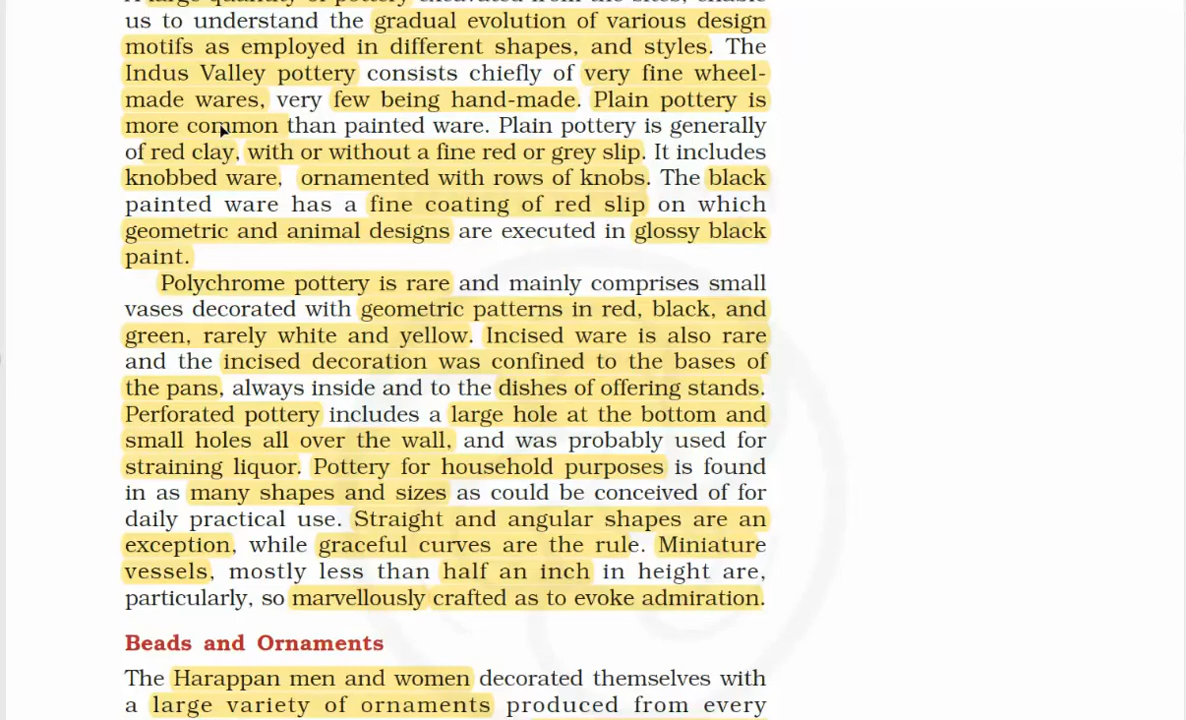 A large quantity of pottery excavated from the sites, enable
us to understand the gradual evolution of various design
motifs as employed in different shapes, and styles. The
Indus Valley pottery consists chiefly of very fine wheel-
made wares, very few being hand-made. Plain pottery is
more common than painted ware. Plain pottery is generally
of red clay, with or without a fine red or grey slip. It includes
knobbed ware, ornamented with rows of knobs. The black
painted ware has a fine coating of red slip on which
geometric and animal designs are executed in glossy black
paint.
Polychrome pottery is rare and mainly comprises small
vases decorated with geometric patterns in red, black, and
green, rarely white and yellow. Incised ware is also rare
and the incised decoration was confined to the bases of
the pans, always inside and to the dishes of offering stands.
Perforated pottery includes a large hole at the bottom and
small holes all over the wall, and was probably used for
straining liquor. Pottery for household purposes is found
in as many shapes and sizes as could be conceived of for
daily practical use. Straight and angular shapes are an
exception, while graceful curves are the rule. Miniature
vessels, mostly less than half an inch in height are,
particularly, so marvellously crafted as to evoke admiration.
Beads and Ornaments
The Harappan men and women decorated themselves with
a large variety of ornaments produced from every